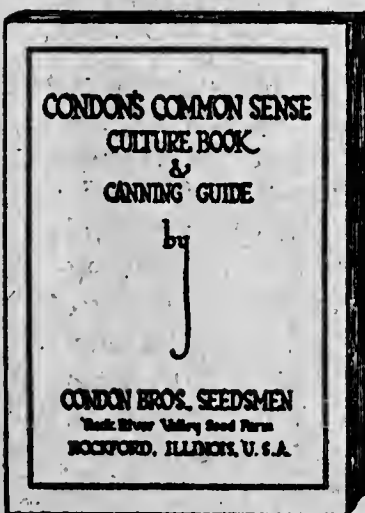 CONDON'S COMMON SENSE
CULTURE BOOK
&
CANNING GUIDE
by
CONDON BROS., SEEDSMEN
Rock River Valley Seed Farm
ROCKFORD, ILLINOIS, U.S.A.